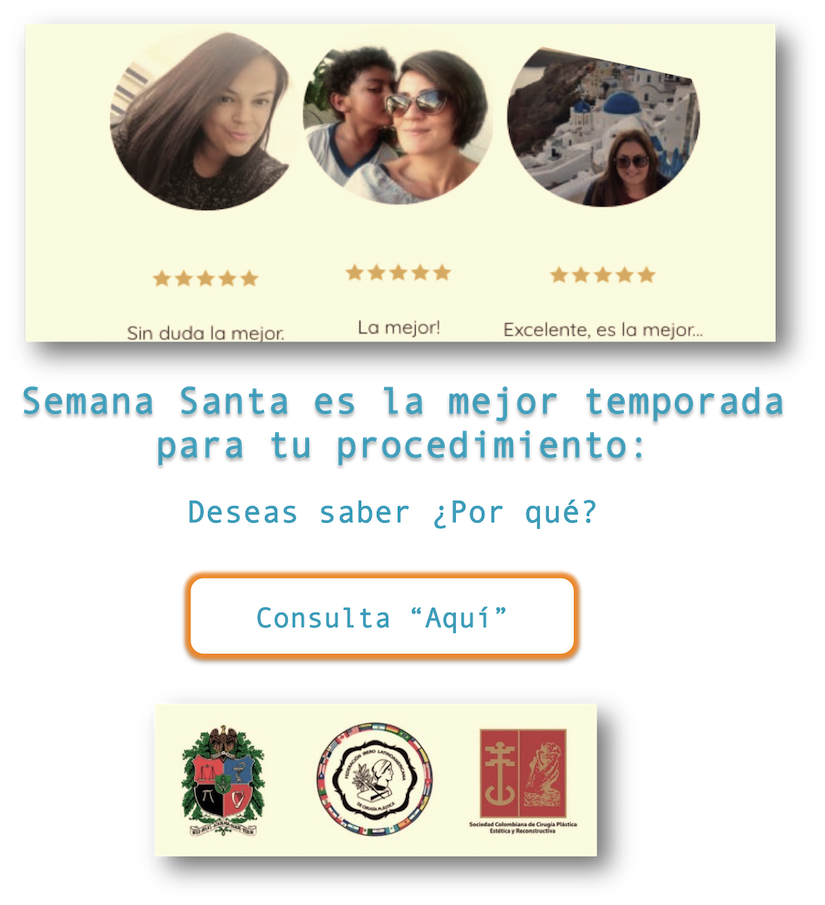 Sin duda la mejor.
La mejor!
Excelente, es la mejor...
Semana Santa es la mejor temporada
para tu procedimiento:
Deseas saber ¿Por qué?
Consulta “Aquí”
FEDERACIÓN IBERO LATINOAMERICANA
DE CIRUGÍA PLÁSTICA
Sociedad Colombiana de Cirugía Plástica
Estética y Reconstructiva